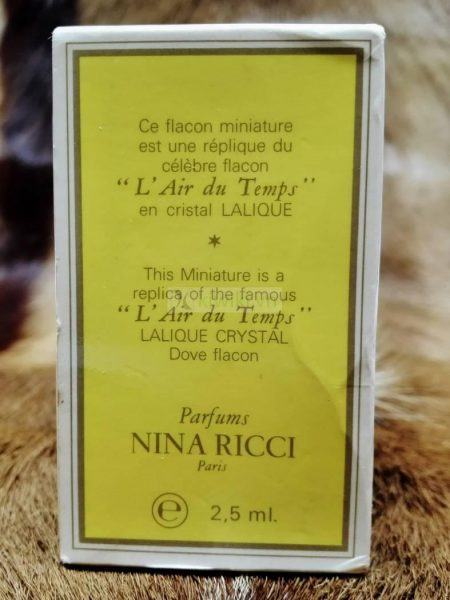 Ce flacon miniature
est une réplique du
célèbre flacon
“L'Air du Temps”
en cristal LALIQUE
★
This Miniature is a
replica of the famous
“L'Air du Temps”
LALIQUE CRYSTAL
Dove flacon
Parfums
NINA RICCI
Paris
℮ 2,5 ml.